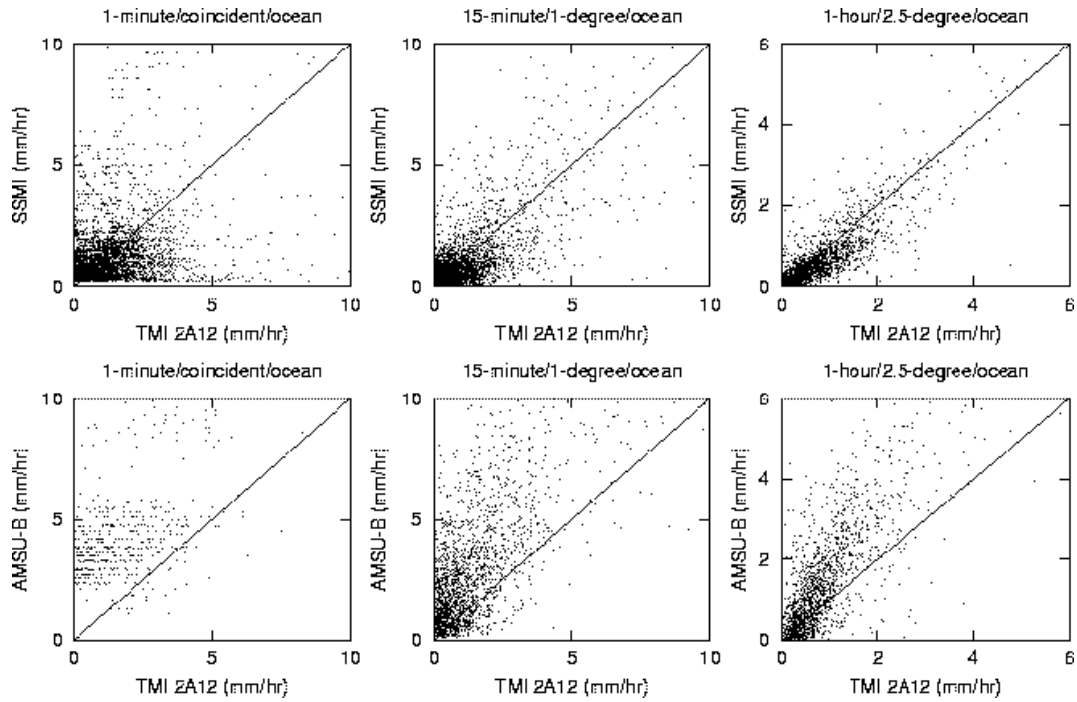 1-minute/coincident/ocean
10
5
0
SSMI (mm/hr)
0 5 10
TMI 2A12 (mm/hr)
15-minute/1-degree/ocean
10
5
0
SSMI (mm/hr)
0 5 10
TMI 2A12 (mm/hr)
1-hour/2.5-degree/ocean
6
4
2
0
SSMI (mm/hr)
0 2 4 6
TMI 2A12 (mm/hr)
1-minute/coincident/ocean
10
5
0
AMSU-B (mm/hr)
0 5 10
TMI 2A12 (mm/hr)
15-minute/1-degree/ocean
10
5
0
AMSU-B (mm/hr)
0 5 10
TMI 2A12 (mm/hr)
1-hour/2.5-degree/ocean
6
4
2
0
AMSU-B (mm/hr)
0 2 4 6
TMI 2A12 (mm/hr)